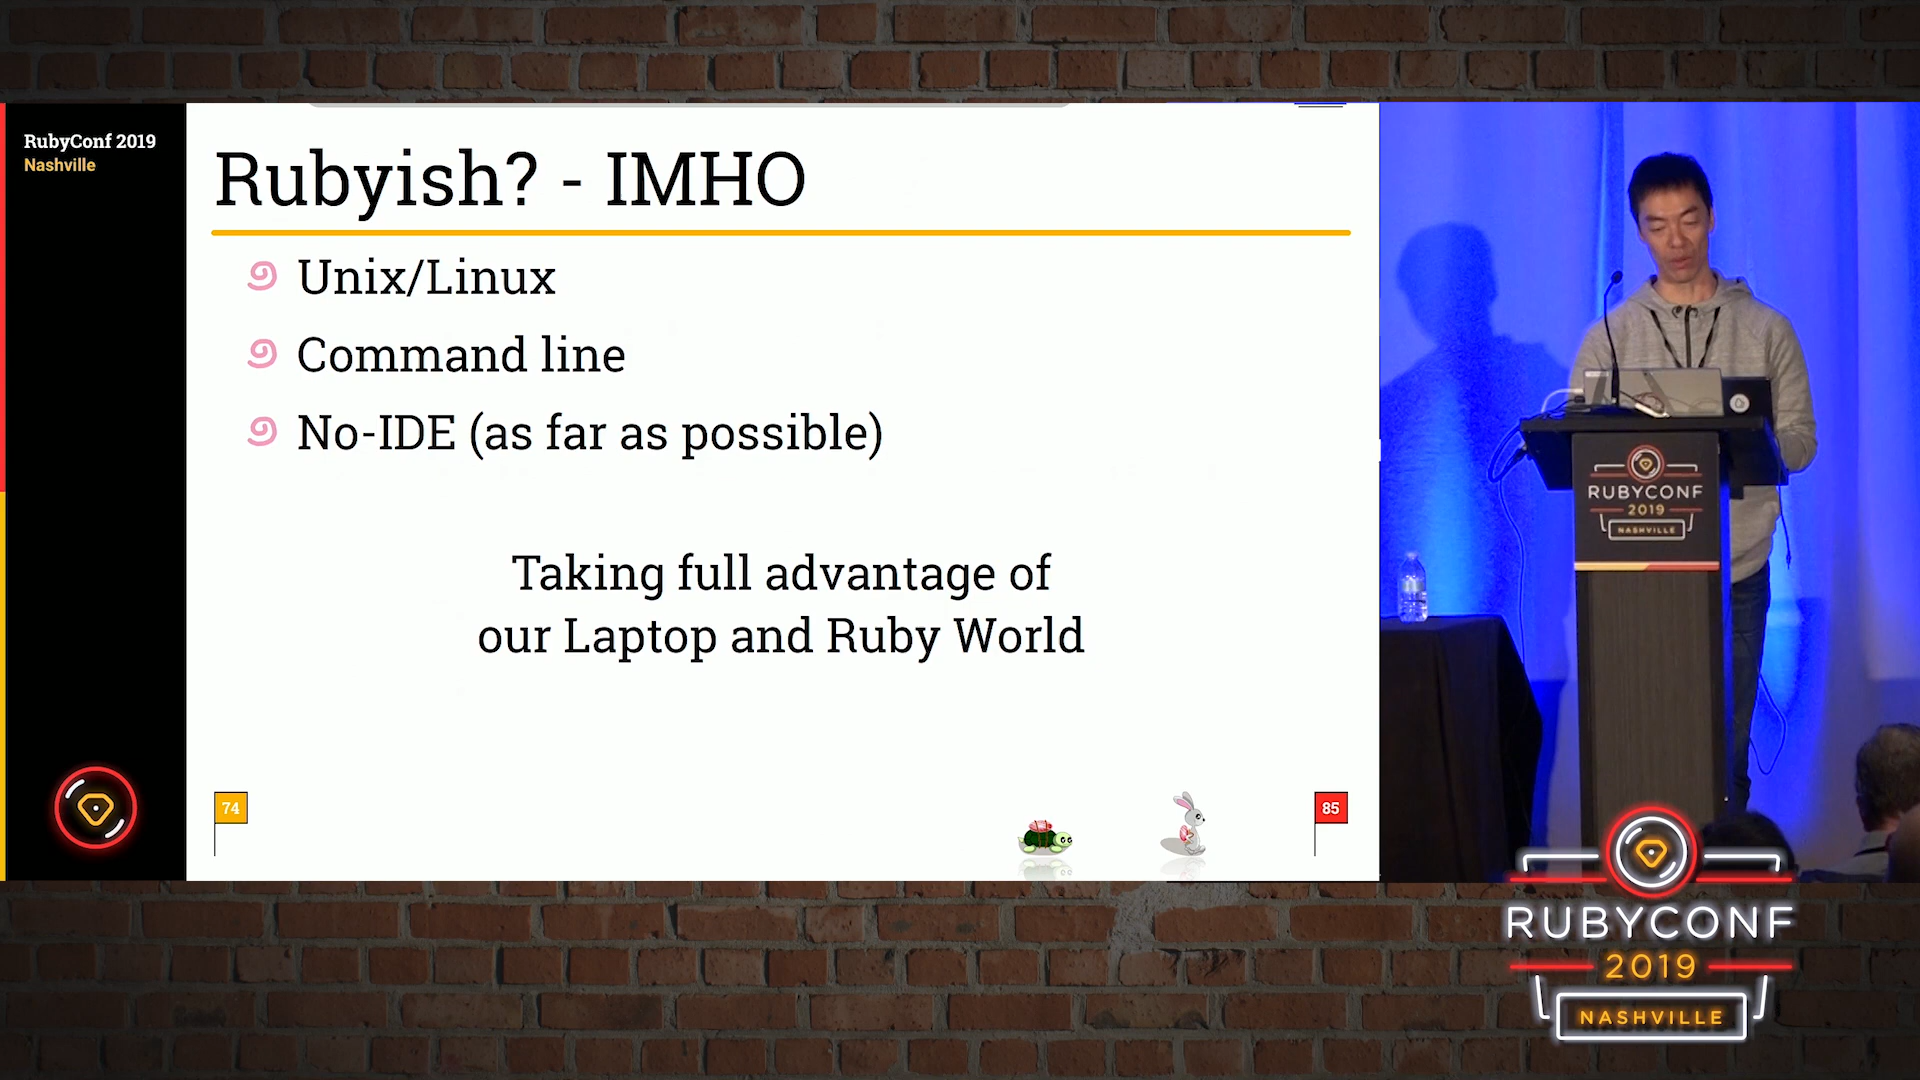 RubyConf 2019
Nashville
Rubyish? - IMHO
Unix/Linux
Command line
No-IDE (as far as possible)
Taking full advantage of
our Laptop and Ruby World
74
85
RUBYCONF
2019
NASHVILLE
RUBYCONF
2019
NASHVILLE